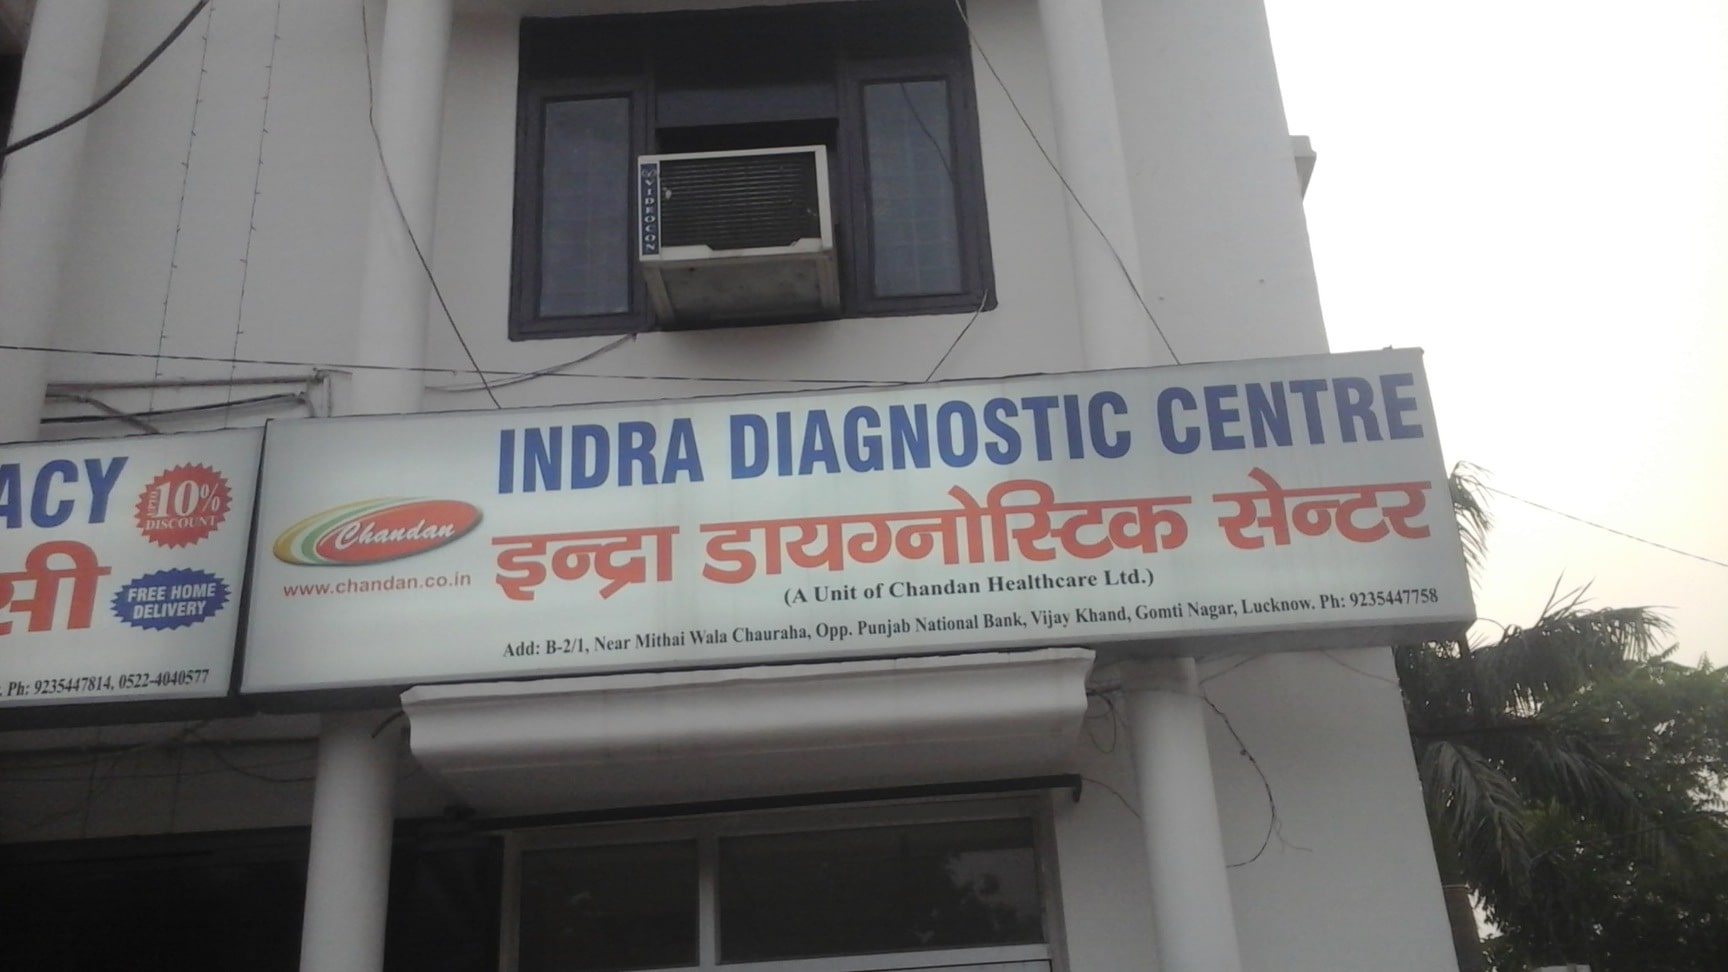 VIDEOCON
ACY
UPTO
10%
DISCOUNT
सी
FREE HOME
DELIVERY
Ph: 9235447814, 0522-4040577
Chandan
www.chandan.co.in
INDRA DIAGNOSTIC CENTRE
इन्द्रा डायग्नोस्टिक सेन्टर
(A Unit of Chandan Healthcare Ltd.)
Add: B-2/1, Near Mithai Wala Chauraha, Opp. Punjab National Bank, Vijay Khand, Gomti Nagar, Lucknow. Ph: 9235447758